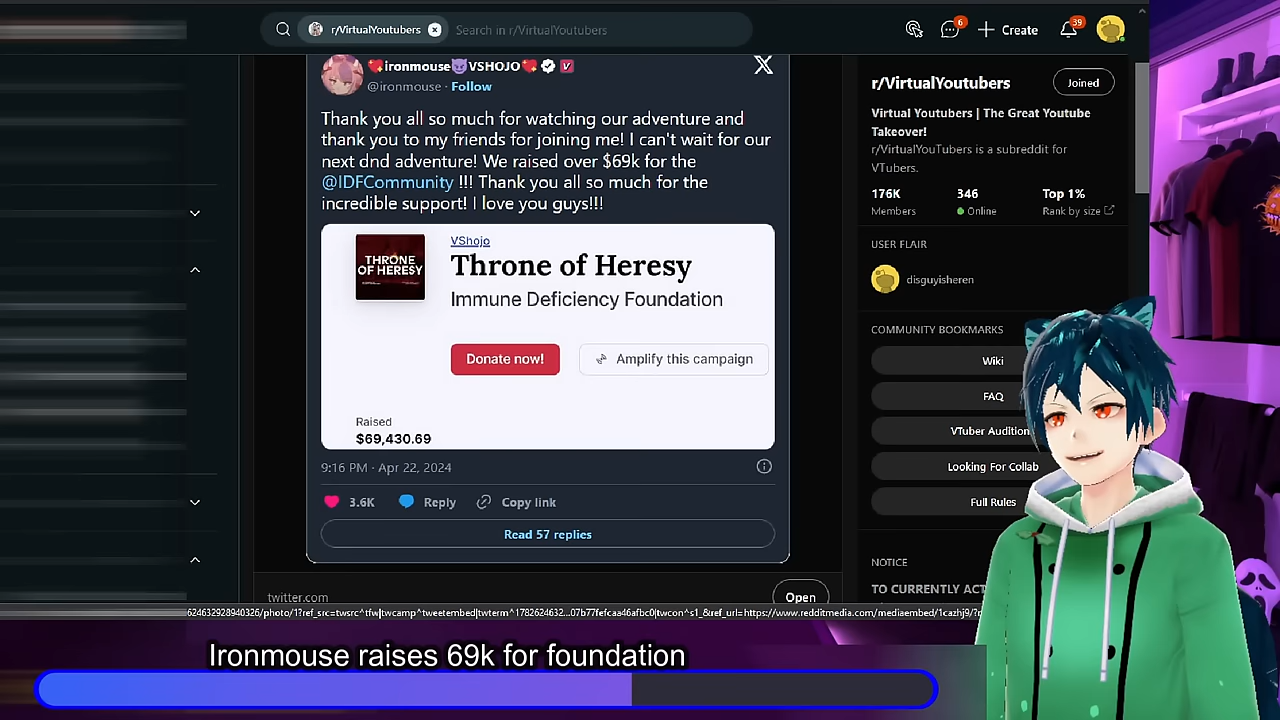 r/VirtualYoutubers
Search in r/VirtualYoutubers
6
Create
39
ironmouse VSHOJO
@ironmouse · Follow
Thank you all so much for watching our adventure and
thank you to my friends for joining me! I can't wait for our
next dnd adventure! We raised over $69k for the
@IDFCommunity !!! Thank you all so much for the
incredible support! I love you guys!!!
THRONE
OF HERESY
VShojo
Throne of Heresy
Immune Deficiency Foundation
Donate now!
Amplify this campaign
Raised
$69,430.69
9:16 PM · Apr 22, 2024
3.6K
Reply
Copy link
Read 57 replies
twitter.com
Open
r/VirtualYoutubers
Joined
Virtual Youtubers | The Great Youtube
Takeover!
r/VirtualYouTubers is a subreddit for
VTubers.
176K
346
Top 1%
Members
Online
Rank by size
USER FLAIR
disguyisheren
COMMUNITY BOOKMARKS
Wiki
FAQ
VTuber Audition
Looking For Collab
Full Rules
NOTICE
TO CURRENTLY ACT
Ironmouse raises 69k for foundation